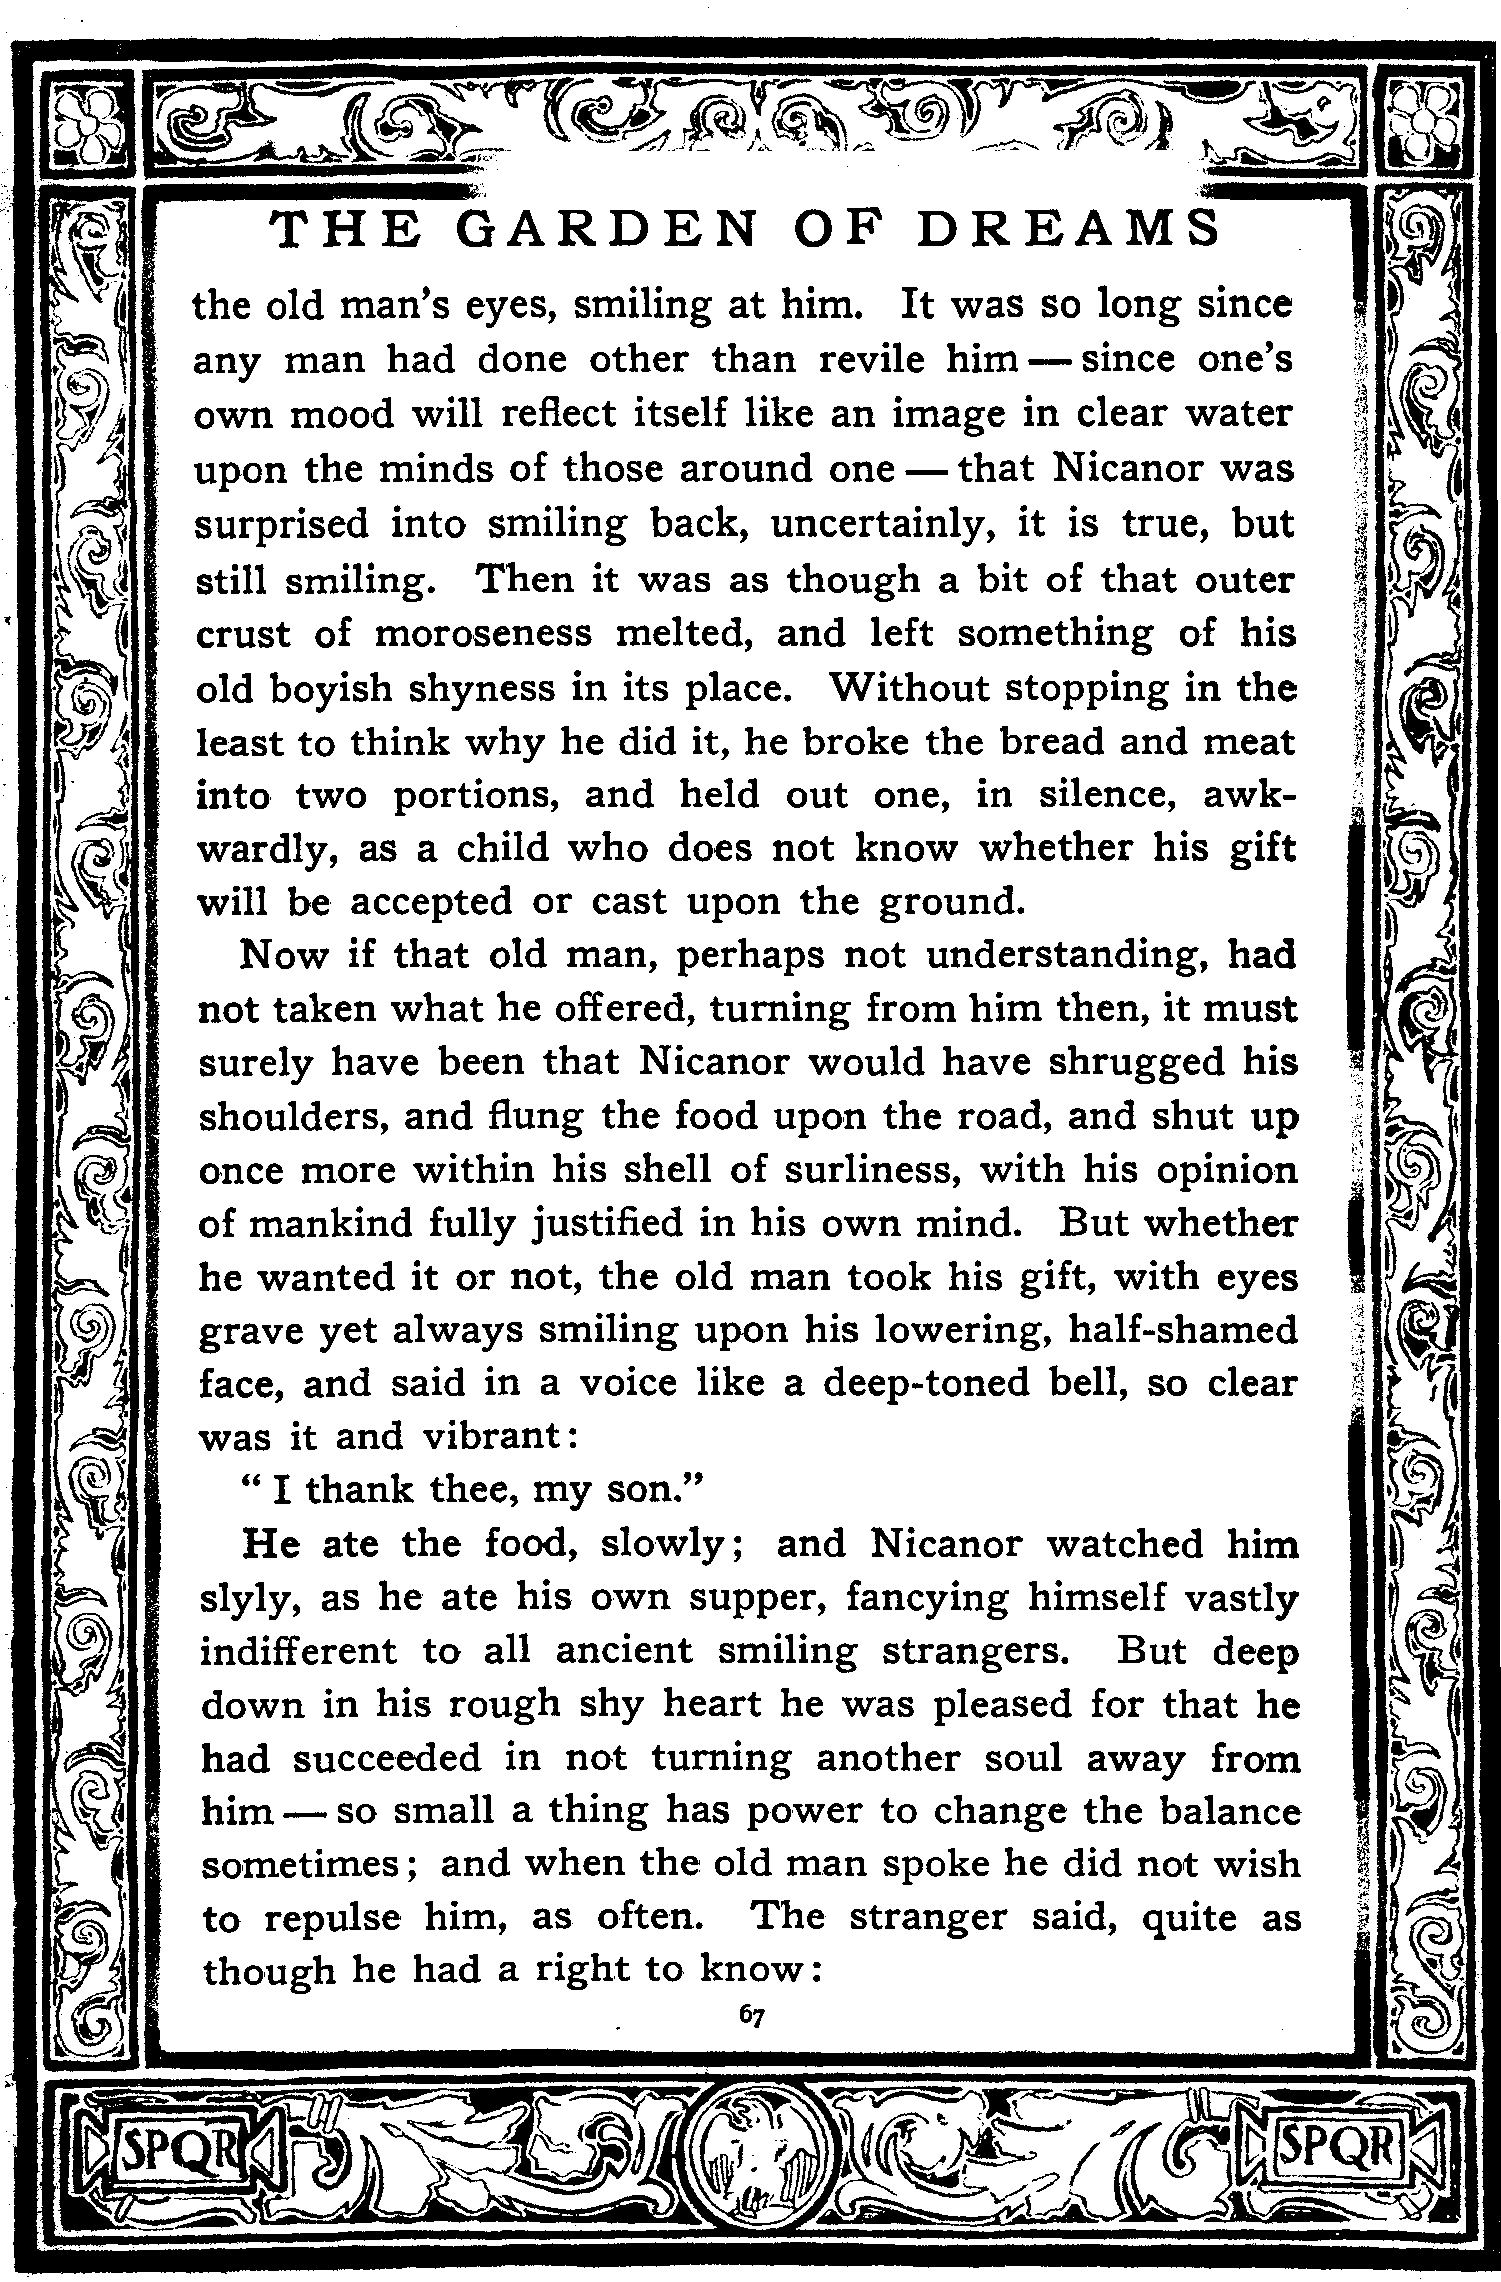 THE GARDEN OF DREAMS
the old man's eyes, smiling at him. It was so long since
any man had done other than revile him — since one's
own mood will reflect itself like an image in clear water
upon the minds of those around one — that Nicanor was
surprised into smiling back, uncertainly, it is true, but
still smiling. Then it was as though a bit of that outer
crust of moroseness melted, and left something of his
old boyish shyness in its place. Without stopping in the
least to think why he did it, he broke the bread and meat
into two portions, and held out one, in silence, awk-
wardly, as a child who does not know whether his gift
will be accepted or cast upon the ground.
Now if that old man, perhaps not understanding, had
not taken what he offered, turning from him then, it must
surely have been that Nicanor would have shrugged his
shoulders, and flung the food upon the road, and shut up
once more within his shell of surliness, with his opinion
of mankind fully justified in his own mind. But whether
he wanted it or not, the old man took his gift, with eyes
grave yet always smiling upon his lowering, half-shamed
face, and said in a voice like a deep-toned bell, so clear
was it and vibrant:
" I thank thee, my son."
He ate the food, slowly; and Nicanor watched him
slyly, as he ate his own supper, fancying himself vastly
indifferent to all ancient smiling strangers. But deep
down in his rough shy heart he was pleased for that he
had succeeded in not turning another soul away from
him — so small a thing has power to change the balance
sometimes; and when the old man spoke he did not wish
to repulse him, as often. The stranger said, quite as
though he had a right to know:
67
SPQR
SPQR